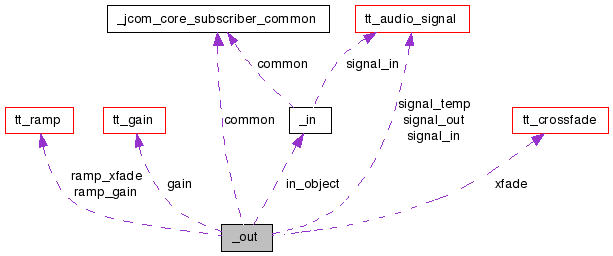 _jcom_core_subscriber_common
tt_audio_signal
common
signal_in
tt_ramp
tt_gain
common
_in
signal_temp
signal_out
signal_in
tt_crossfade
ramp_xfade
ramp_gain
gain
in_object
xfade
_out